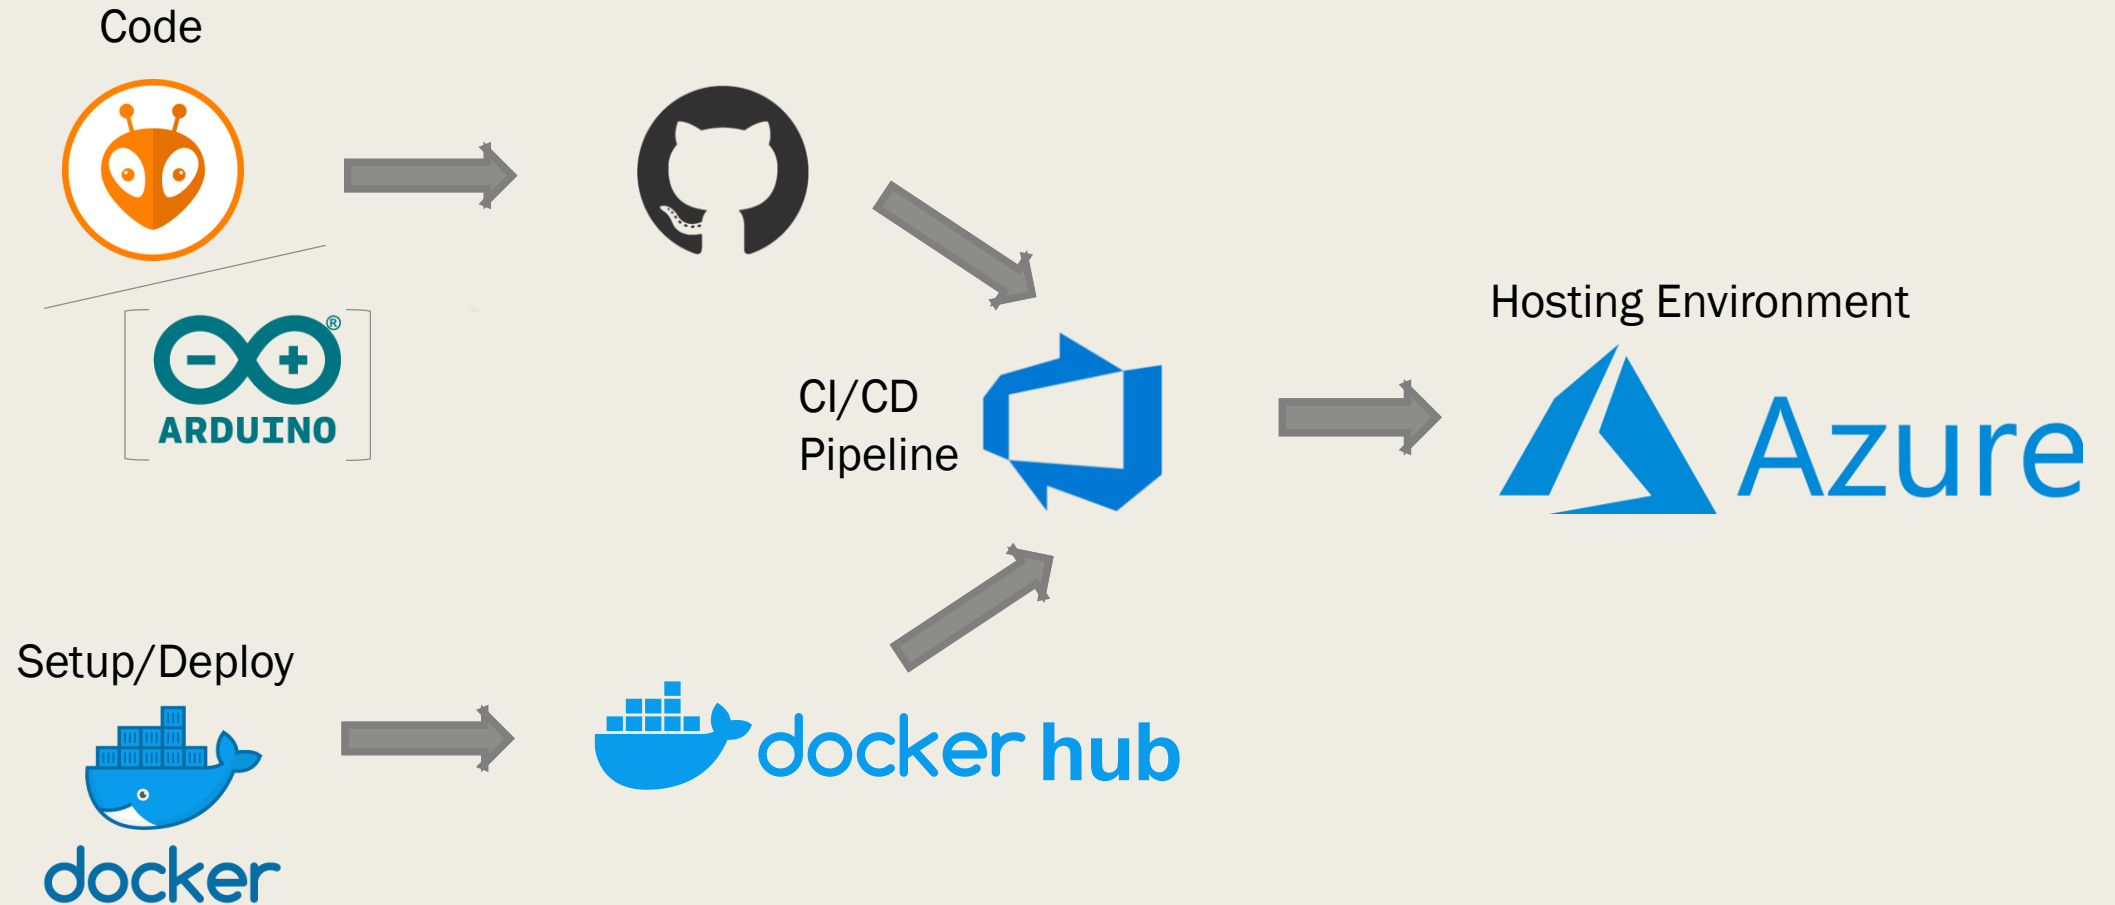 Code
®
ARDUINO
CI/CD
Pipeline
Hosting Environment
Azure
Setup/Deploy
docker
docker hub